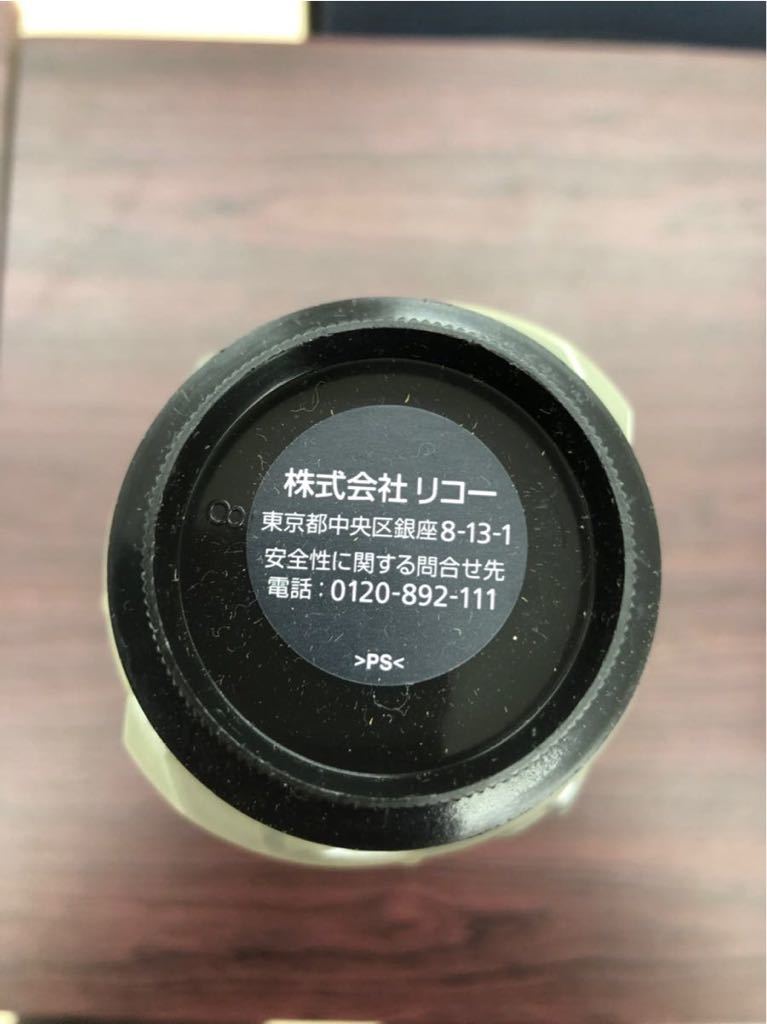 株式会社 リコー
8
東京都中央区銀座8-13-1
安全性に関する問合せ先
電話：0120-892-111
>PS<